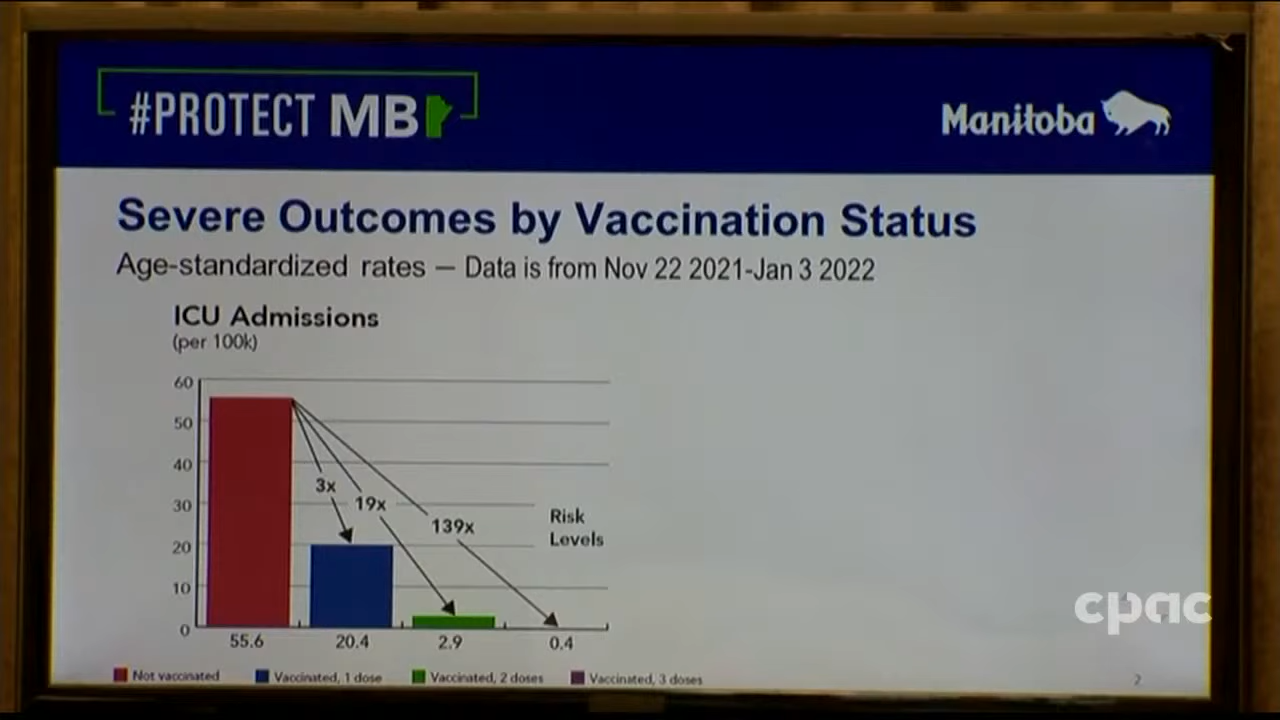 #PROTECT MB
Manitoba
Severe Outcomes by Vaccination Status
Age-standardized rates — Data is from Nov 22 2021-Jan 3 2022
ICU Admissions
(per 100k)
60
50
40
30
20
10
0
3x
19x
139x
Risk
Levels
55.6 20.4 2.9 0.4
Not vaccinated Vaccinated, 1 dose Vaccinated, 2 doses Vaccinated, 3 doses
2
cpac